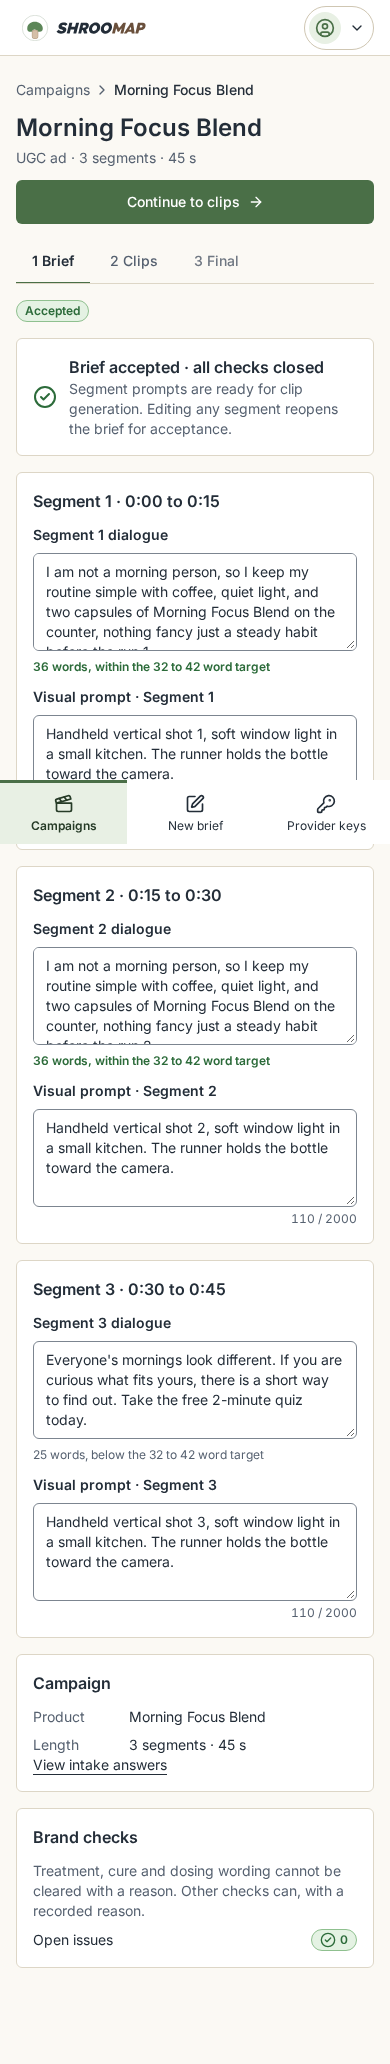 SHROOMAP
Campaigns > Morning Focus Blend
Morning Focus Blend
UGC ad · 3 segments · 45 s
Continue to clips →
1 Brief 2 Clips 3 Final
Accepted
Brief accepted · all checks closed
Segment prompts are ready for clip
generation. Editing any segment reopens
the brief for acceptance.
Segment 1 · 0:00 to 0:15
Segment 1 dialogue
I am not a morning person, so I keep my
routine simple with coffee, quiet light, and
two capsules of Morning Focus Blend on the
counter, nothing fancy just a steady habit
before the run 1.
36 words, within the 32 to 42 word target
Visual prompt · Segment 1
Handheld vertical shot 1, soft window light in
a small kitchen. The runner holds the bottle
toward the camera.
Campaigns New brief Provider keys
Segment 2 · 0:15 to 0:30
Segment 2 dialogue
I am not a morning person, so I keep my
routine simple with coffee, quiet light, and
two capsules of Morning Focus Blend on the
counter, nothing fancy just a steady habit
before the run 2.
36 words, within the 32 to 42 word target
Visual prompt · Segment 2
Handheld vertical shot 2, soft window light in
a small kitchen. The runner holds the bottle
toward the camera.
110 / 2000
Segment 3 · 0:30 to 0:45
Segment 3 dialogue
Everyone's mornings look different. If you are
curious what fits yours, there is a short way
to find out. Take the free 2-minute quiz
today.
25 words, below the 32 to 42 word target
Visual prompt · Segment 3
Handheld vertical shot 3, soft window light in
a small kitchen. The runner holds the bottle
toward the camera.
110 / 2000
Campaign
Product Morning Focus Blend
Length 3 segments · 45 s
View intake answers
Brand checks
Treatment, cure and dosing wording cannot be
cleared with a reason. Other checks can, with a
recorded reason.
Open issues 0